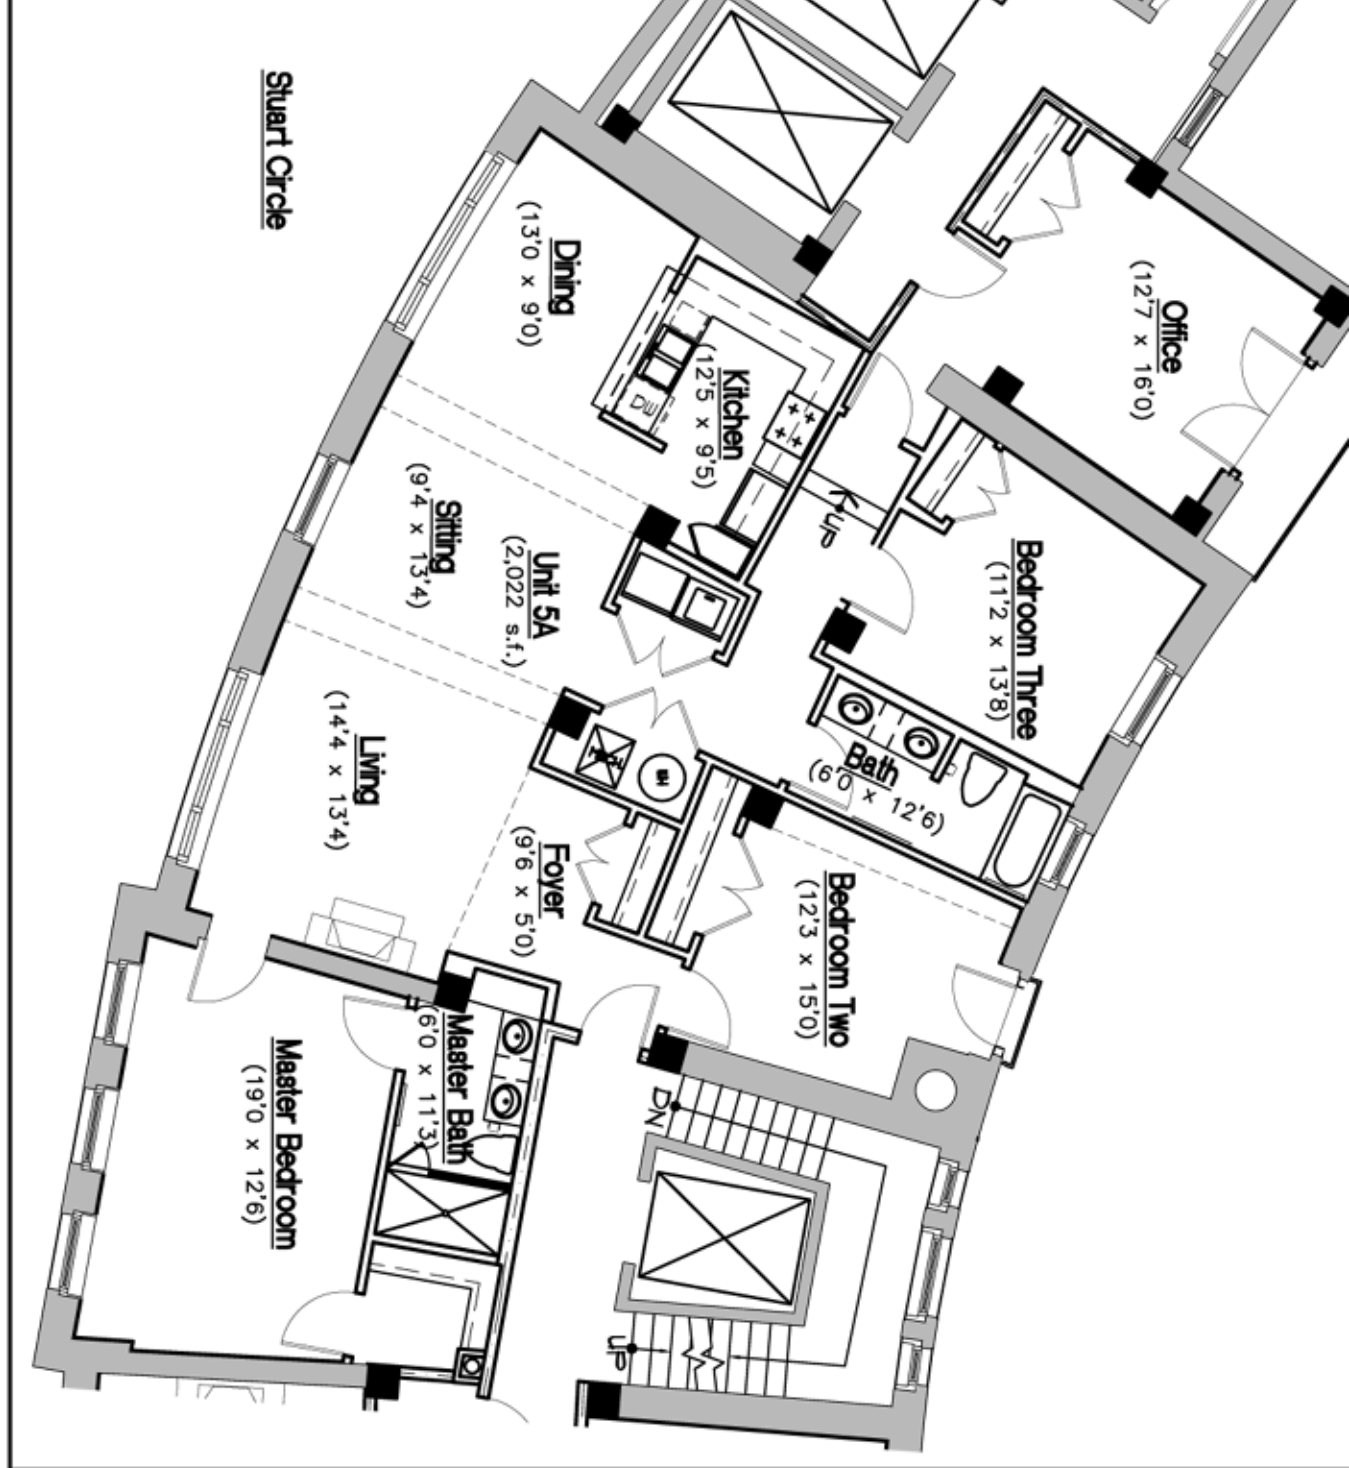 Stuart Circle
Office
(12'7 x 16'0)
Dining
(13'0 x 9'0)
Kitchen
(12'5 x 9'5)
DW
UP
Bedroom Three
(11'2 x 13'8)
Sitting
(9'4 x 13'4)
Unit 5A
(2,022 s.f.)
Bath
(6'0 x 12'6)
Living
(14'4 x 13'4)
WH
Foyer
(9'6 x 5'0)
Bedroom Two
(12'3 x 15'0)
Master Bath
(6'0 x 11'3)
Master Bedroom
(19'0 x 12'6)
DN
UP